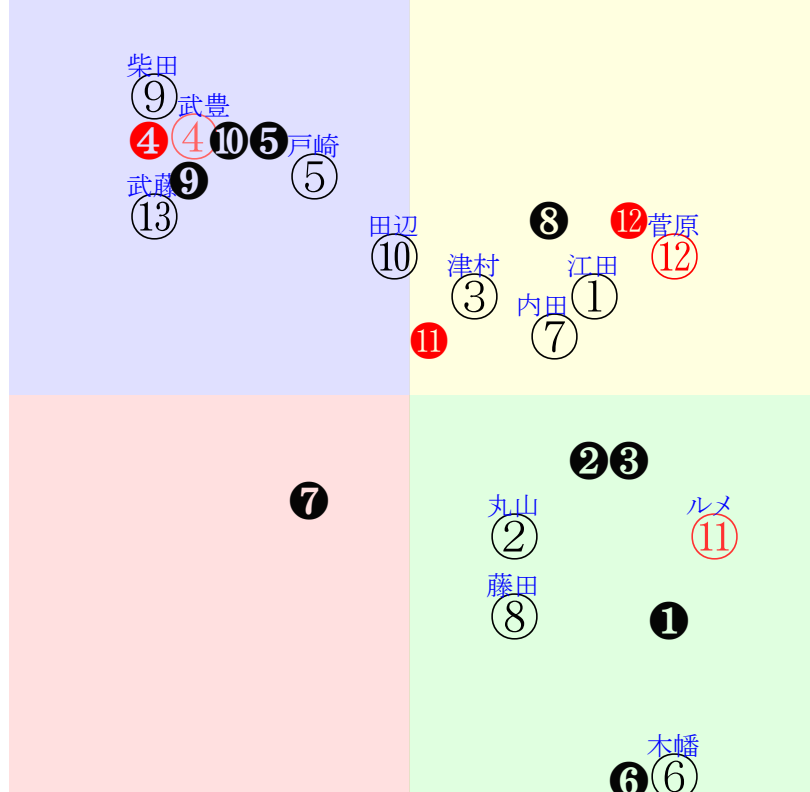 柴田
⑨
武豊
❹ ④ ❿ ❺ 戸崎
⑤
武藤 ❾
⑬
田辺
⑩
❽ ⓬ 菅原
⑫
津村
③
江田
①
内田
⑦
⓫
❷ ❸
❼
丸山
②
ルメ
⑪
藤田
⑧
❶
木幡
❻ ⑥